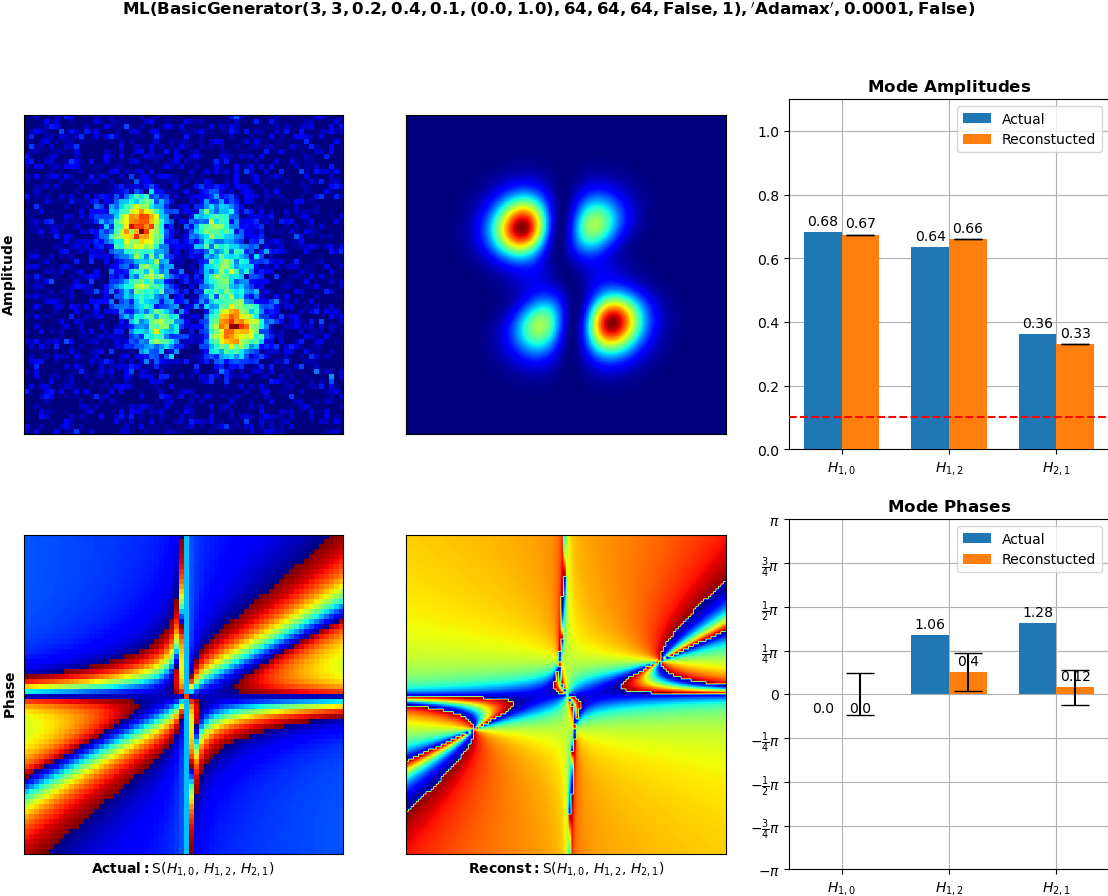 ML(BasicGenerator(3, 3, 0.2, 0.4, 0.1, (0.0, 1.0), 64, 64, 64, False, 1), 'Adamax', 0.0001, False)
Amplitude
Mode Amplitudes
Actual
Reconstucted
1.0
0.8
0.6
0.4
0.2
0.0
0.68
0.67
0.64
0.66
0.36
0.33
H1,0
H1,2
H2,1
Phase
Actual: S(H1,0, H1,2, H2,1)
Reconst: S(H1,0, H1,2, H2,1)
Mode Phases
Actual
Reconstucted
π
3/4π
1/2π
1/4π
0
−1/4π
−1/2π
−3/4π
−π
0.0
0.0
1.06
0.4
1.28
0.12
H1,0
H1,2
H2,1